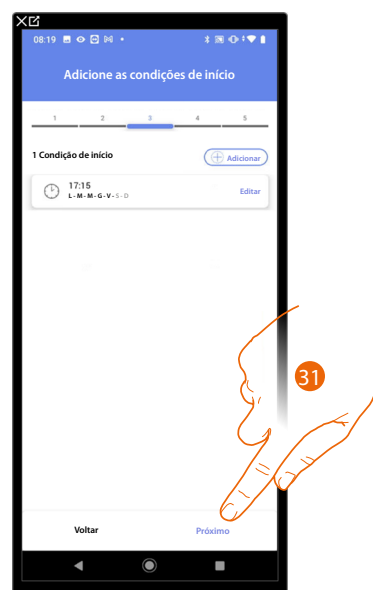 08:19
Adicione as condições de início
1 2 3 4 5
1 Condição de início
Adicionar
17:15
Editar
L-M-M-G-V-S-D
31
Voltar
Próximo